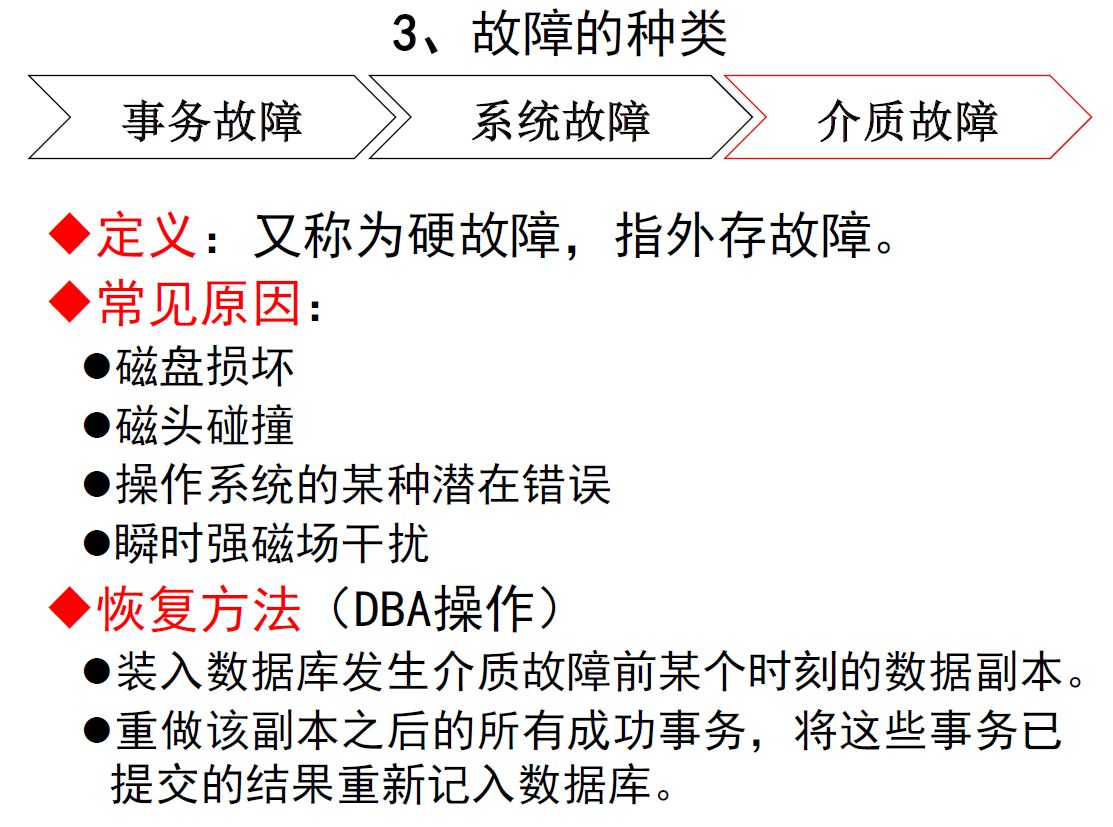 3、故障的种类
事务故障 系统故障 介质故障
◆定义：又称为硬故障，指外存故障。
◆常见原因：
●磁盘损坏
●磁头碰撞
●操作系统的某种潜在错误
●瞬时强磁场干扰
◆恢复方法（DBA操作）
●装入数据库发生介质故障前某个时刻的数据副本。
●重做该副本之后的所有成功事务，将这些事务已
提交的结果重新记入数据库。